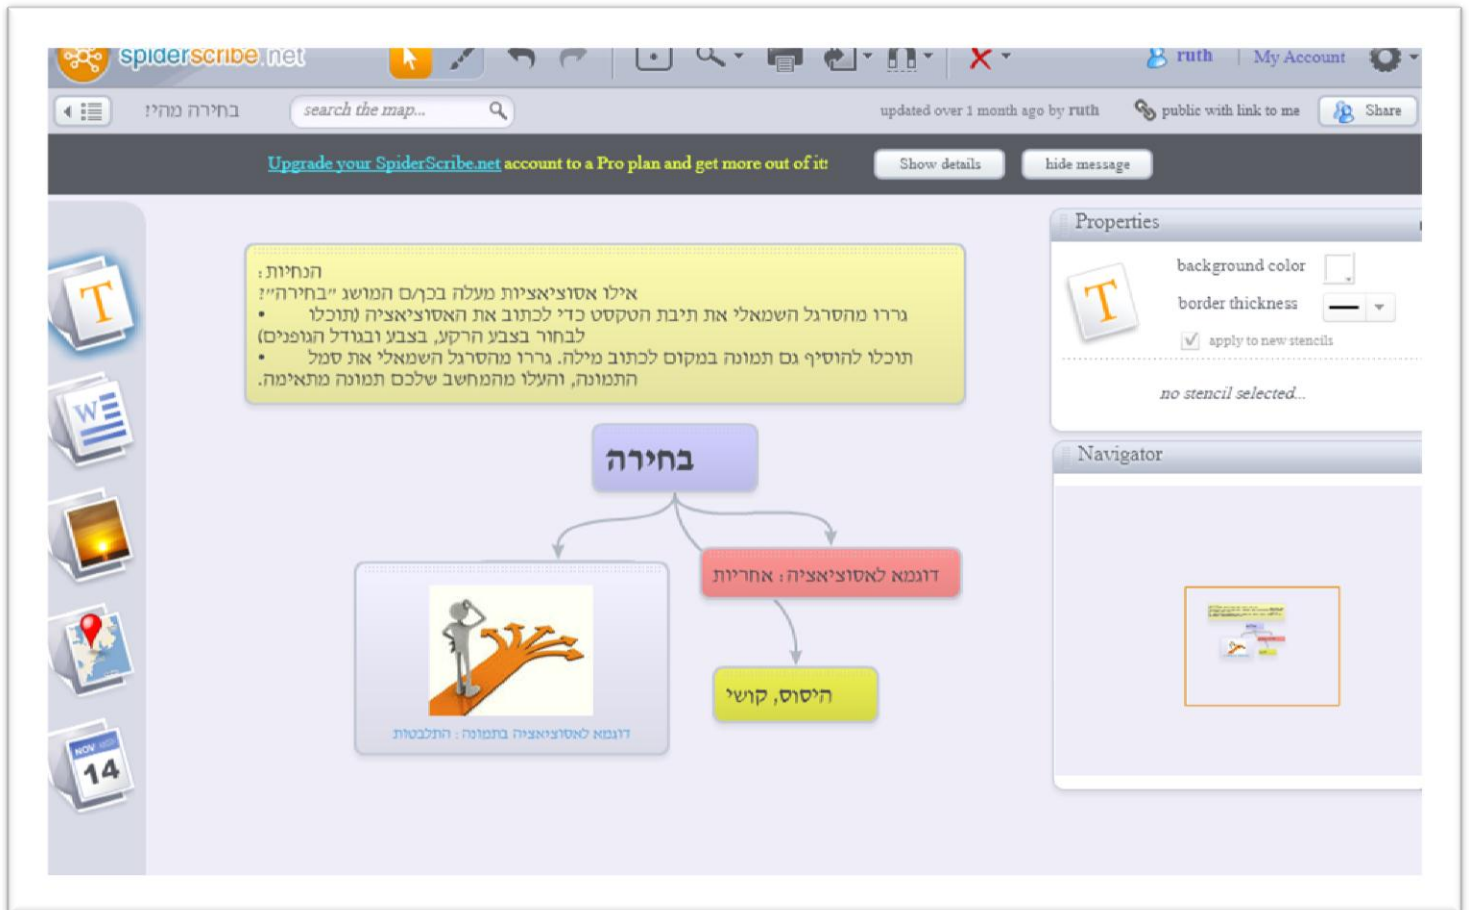 spiderscribe.net
ruth | My Account
בחירה מהי?
search the map...
updated over 1 month ago by ruth
public with link to me
Share
Upgrade your SpiderScribe.net account to a Pro plan and get more out of it!
Show details
hide message
T
W
NOV
14
הנחיות:
אילו אסוציאציות מעלה בכן/ם המושג "בחירה"?
• גררו מהסרגל השמאלי את תיבת הטקסט כדי לכתוב את האסוציאציה (תוכלו
לבחור בצבע הרקע, בצבע ובגודל הגופנים)
• תוכלו להוסיף גם תמונה במקום לכתוב מילה. גררו מהסרגל השמאלי את סמל
התמונה, והעלו מהמחשב שלכם תמונה מתאימה.
בחירה
דוגמא לאסוציאציה: אחריות
היסוס, קושי
דוגמא לאסוציאציה בתמונה: התלבטות
Properties
T
background color
border thickness
apply to new stencils
no stencil selected...
Navigator